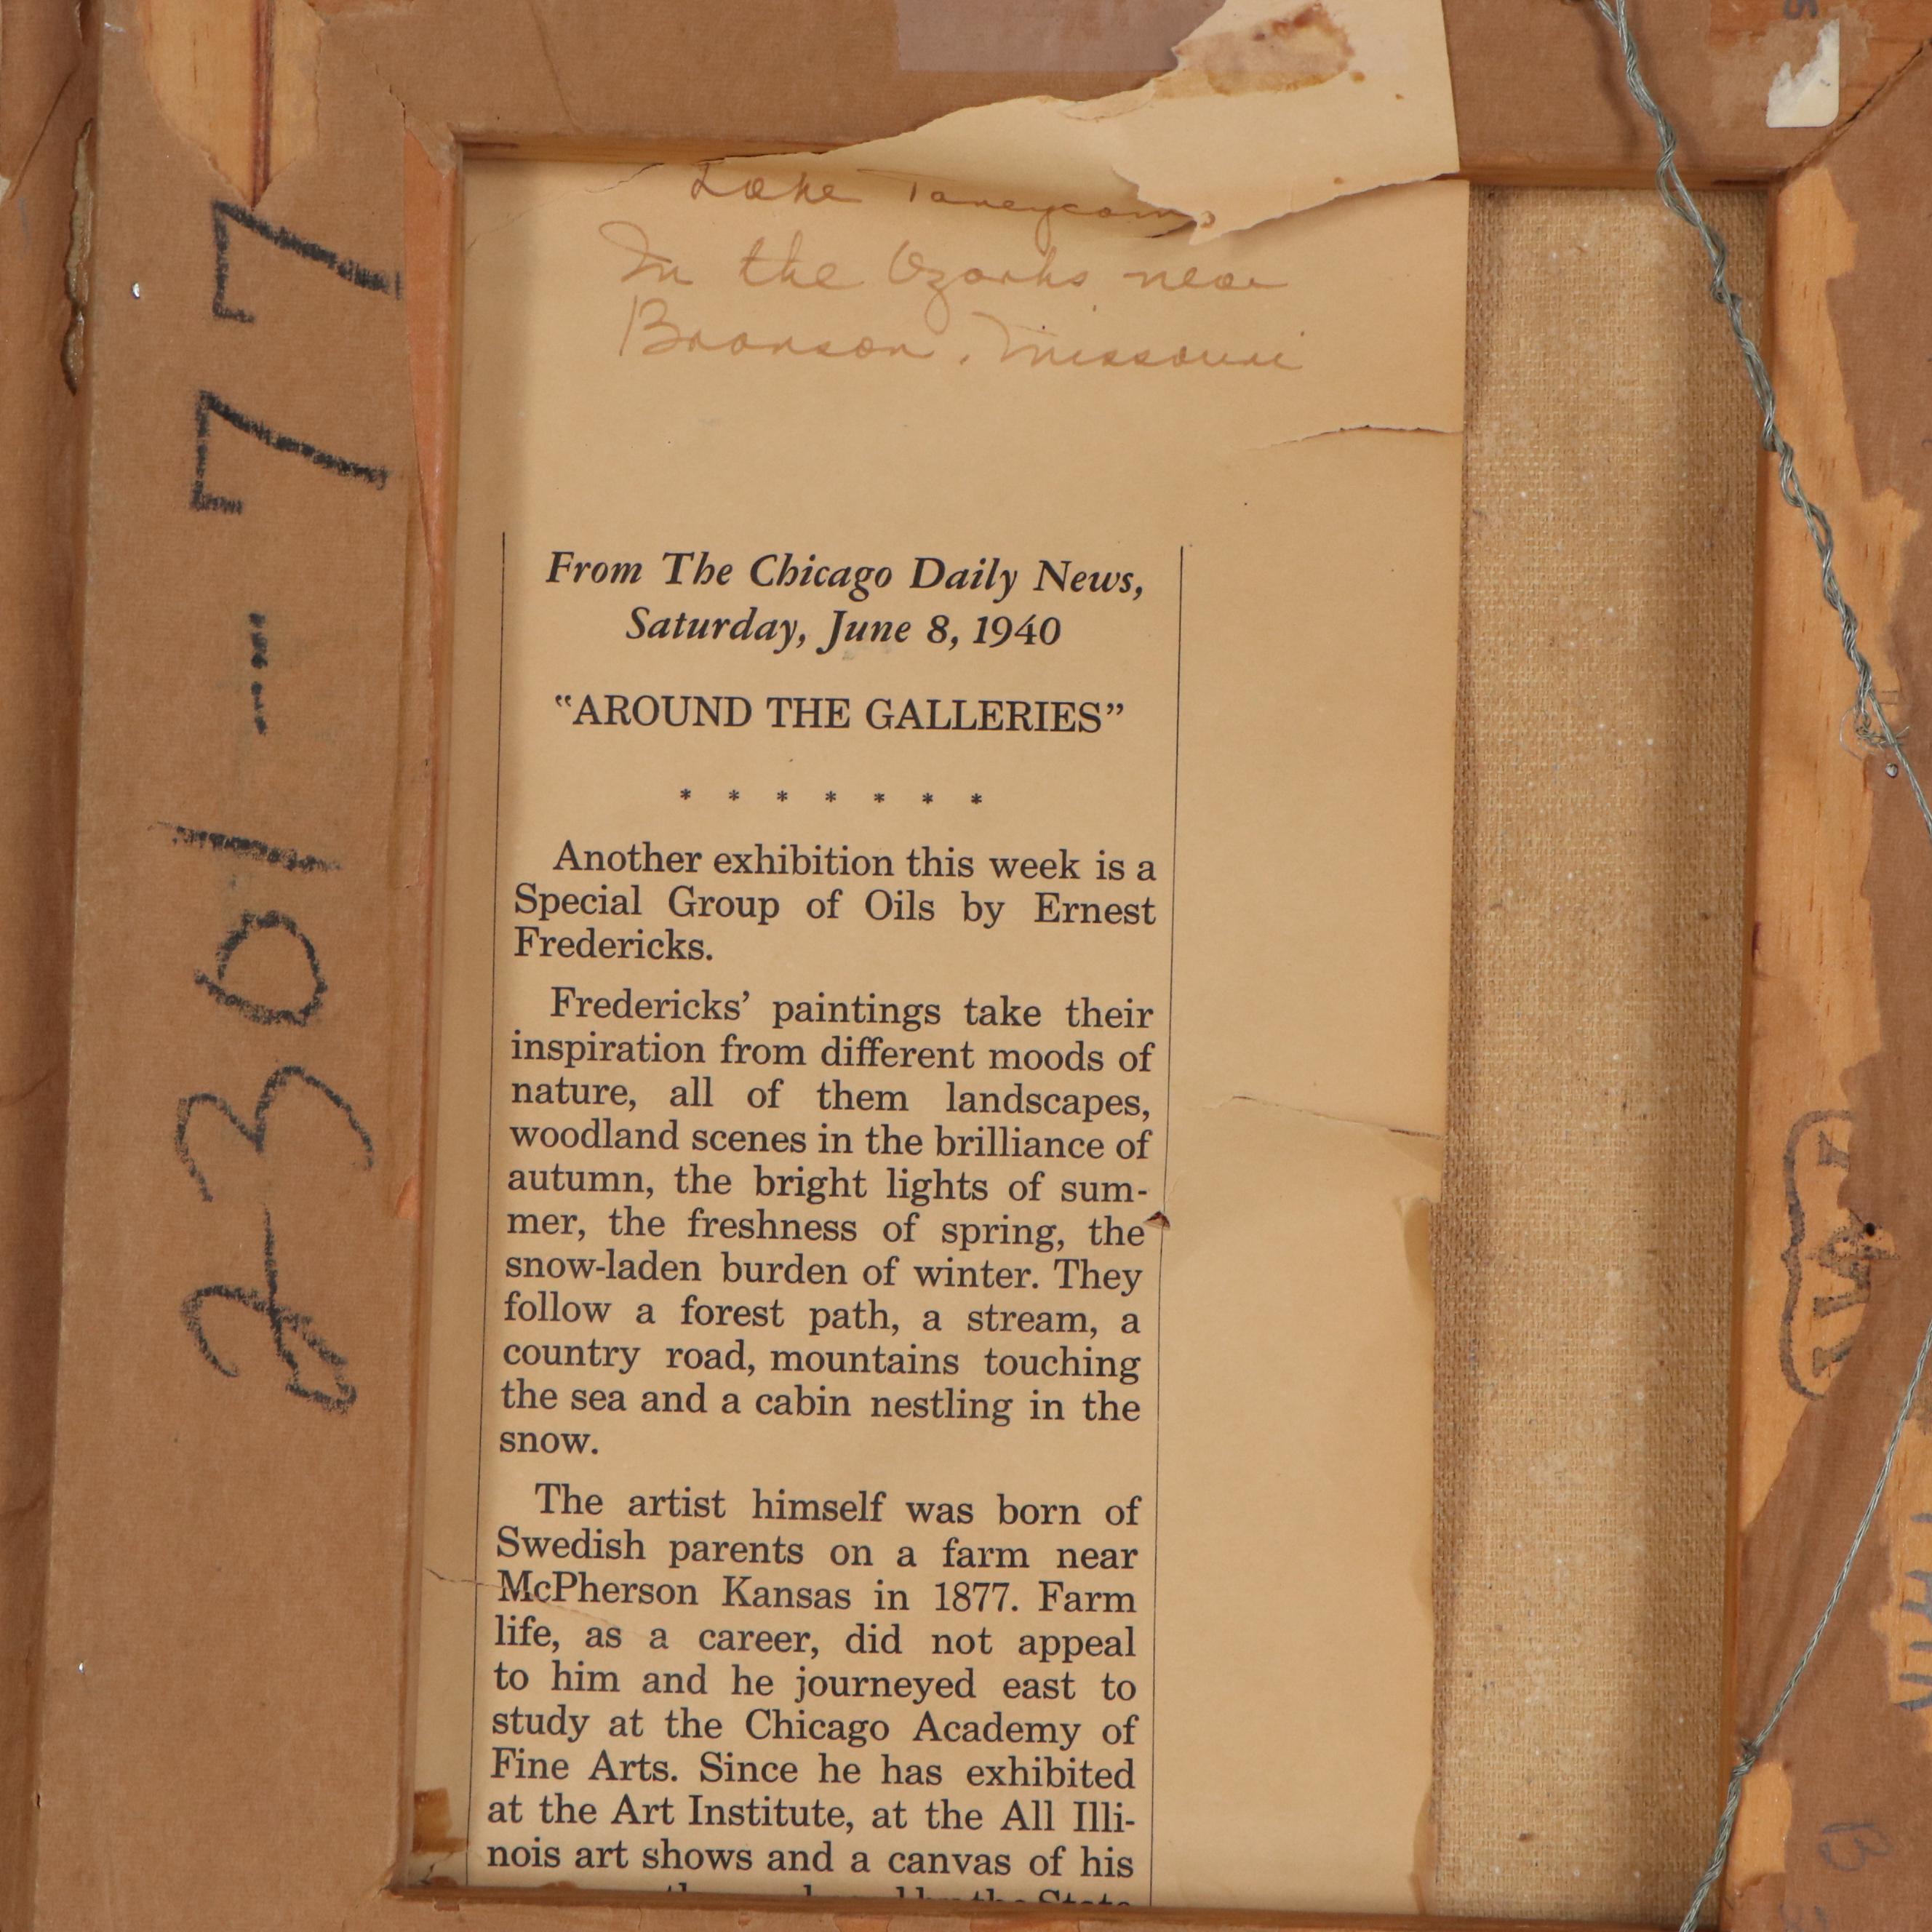 Lake Taneycomo
In the Ozarks near
Branson, Missouri
From The Chicago Daily News,
Saturday, June 8, 1940
"AROUND THE GALLERIES"
* * * * * * *
Another exhibition this week is a
Special Group of Oils by Ernest
Fredericks.
Fredericks' paintings take their
inspiration from different moods of
nature, all of them landscapes,
woodland scenes in the brilliance of
autumn, the bright lights of sum-
mer, the freshness of spring, the
snow-laden burden of winter. They
follow a forest path, a stream, a
country road, mountains touching
the sea and a cabin nestling in the
snow.
The artist himself was born of
Swedish parents on a farm near
McPherson Kansas in 1877. Farm
life, as a career, did not appeal
to him and he journeyed east to
study at the Chicago Academy of
Fine Arts. Since he has exhibited
at the Art Institute, at the All Illi-
nois art shows and a canvas of his
by the State
2301-77